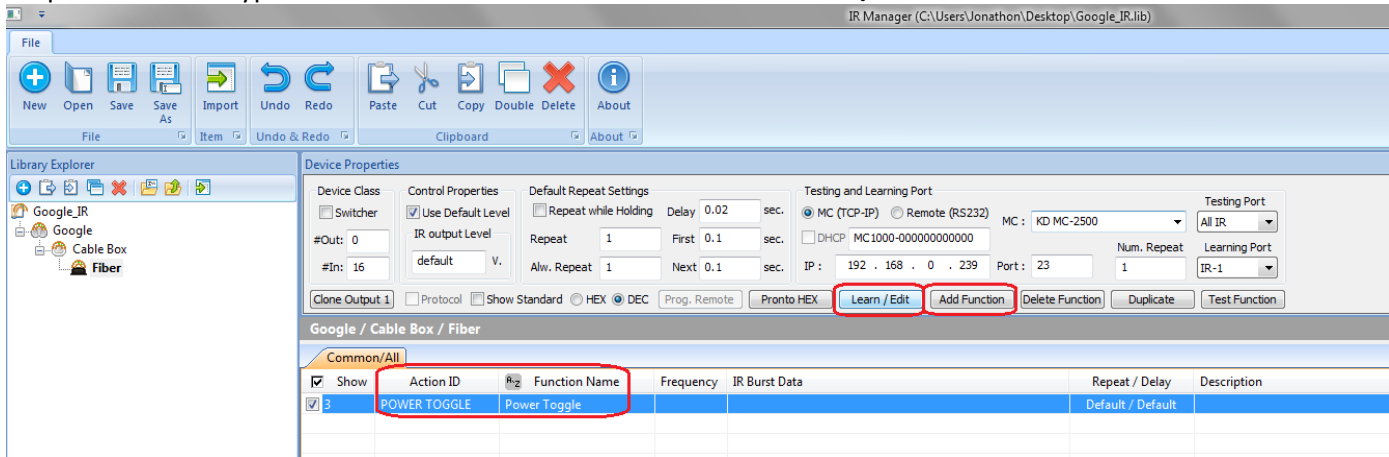 IR Manager (C:\Users\Jonathon\Desktop\Google_IR.lib)
File
New Open Save Save As Import Undo Redo Paste Cut Copy Double Delete About
File Item Undo & Redo Clipboard About
Library Explorer
Google_IR
Google
Cable Box
Fiber
Device Properties
Device Class Control Properties Default Repeat Settings Testing and Learning Port
Switcher Use Default Level Repeat while Holding Delay 0.02 sec. MC (TCP-IP) Remote (RS232) MC : KD MC-2500 Testing Port All IR
#Out: 0 IR output Level Repeat 1 First 0.1 sec. DHCP MC1000-000000000000 Num. Repeat Learning Port
#In: 16 default V. Alw. Repeat 1 Next 0.1 sec. IP : 192 . 168 . 0 . 239 Port : 23 1 IR-1
Clone Output 1 Protocol Show Standard HEX DEC Prog. Remote Pronto HEX Learn / Edit Add Function Delete Function Duplicate Test Function
Google / Cable Box / Fiber
Common/All
Show Action ID A-Z Function Name Frequency IR Burst Data Repeat / Delay Description
3 POWER TOGGLE Power Toggle Default / Default